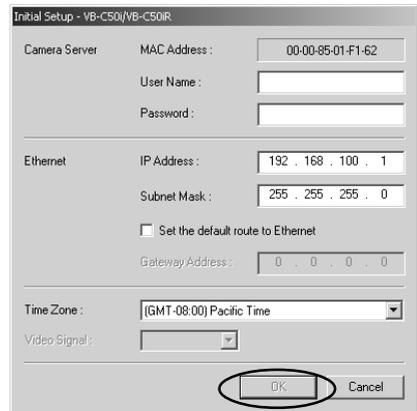 Initial Setup - VB-C50i/VB-C50iR
Camera Server MAC Address : 00-00-85-01-F1-62
User Name :
Password :
Ethernet IP Address : 192 . 168 . 100 . 1
Subnet Mask : 255 . 255 . 255 . 0
Set the default route to Ethernet
Gateway Address : 0 . 0 . 0 . 0
Time Zone : (GMT-08:00) Pacific Time
Video Signal :
OK Cancel